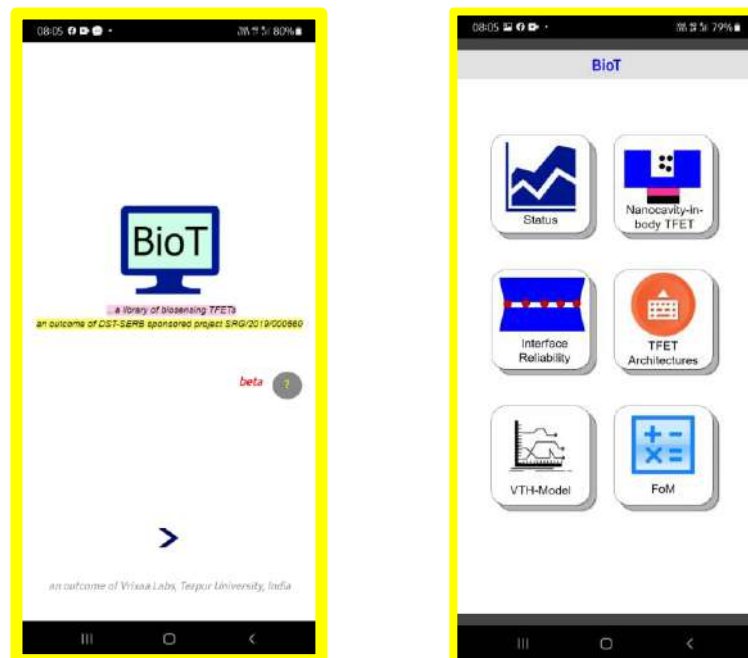 08:05
80%
BioT
...a library of biosensing TFETs
an outcome of DST-SERB sponsored project SRG/2019/000660
beta
?
an outcome of Vrixaa Labs, Tezpur University, India
08:05
79%
BioT
Status
Nanocavity-in-
body TFET
Interface
Reliability
TFET
Architectures
VTH-Model
FoM